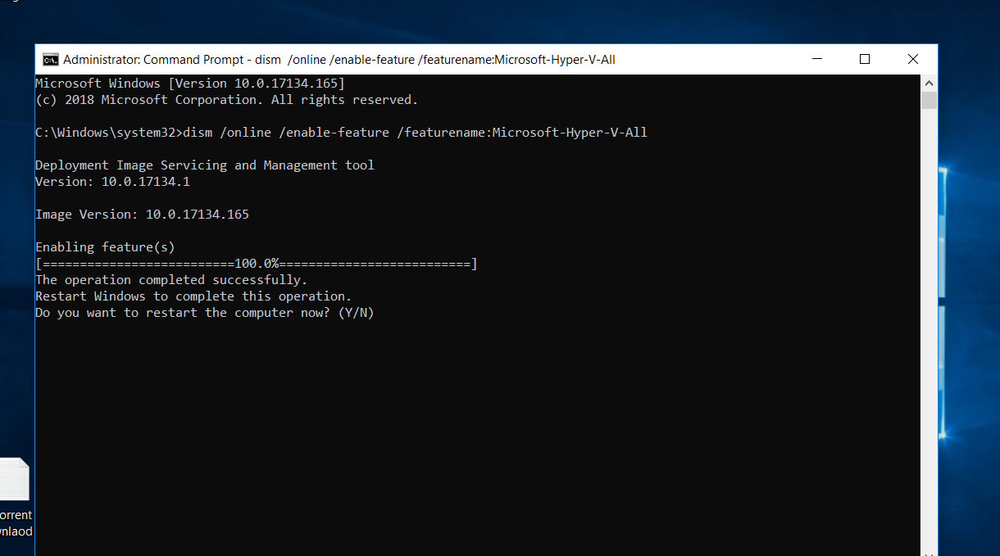 Administrator: Command Prompt - dism  /online /enable-feature /featurename:Microsoft-Hyper-V-All
Microsoft Windows [Version 10.0.17134.165]
(c) 2018 Microsoft Corporation. All rights reserved.
C:\Windows\system32>dism /online /enable-feature /featurename:Microsoft-Hyper-V-All
Deployment Image Servicing and Management tool
Version: 10.0.17134.1
Image Version: 10.0.17134.165
Enabling feature(s)
[==========================100.0%==========================]
The operation completed successfully.
Restart Windows to complete this operation.
Do you want to restart the computer now? (Y/N)
orrent
nlaod